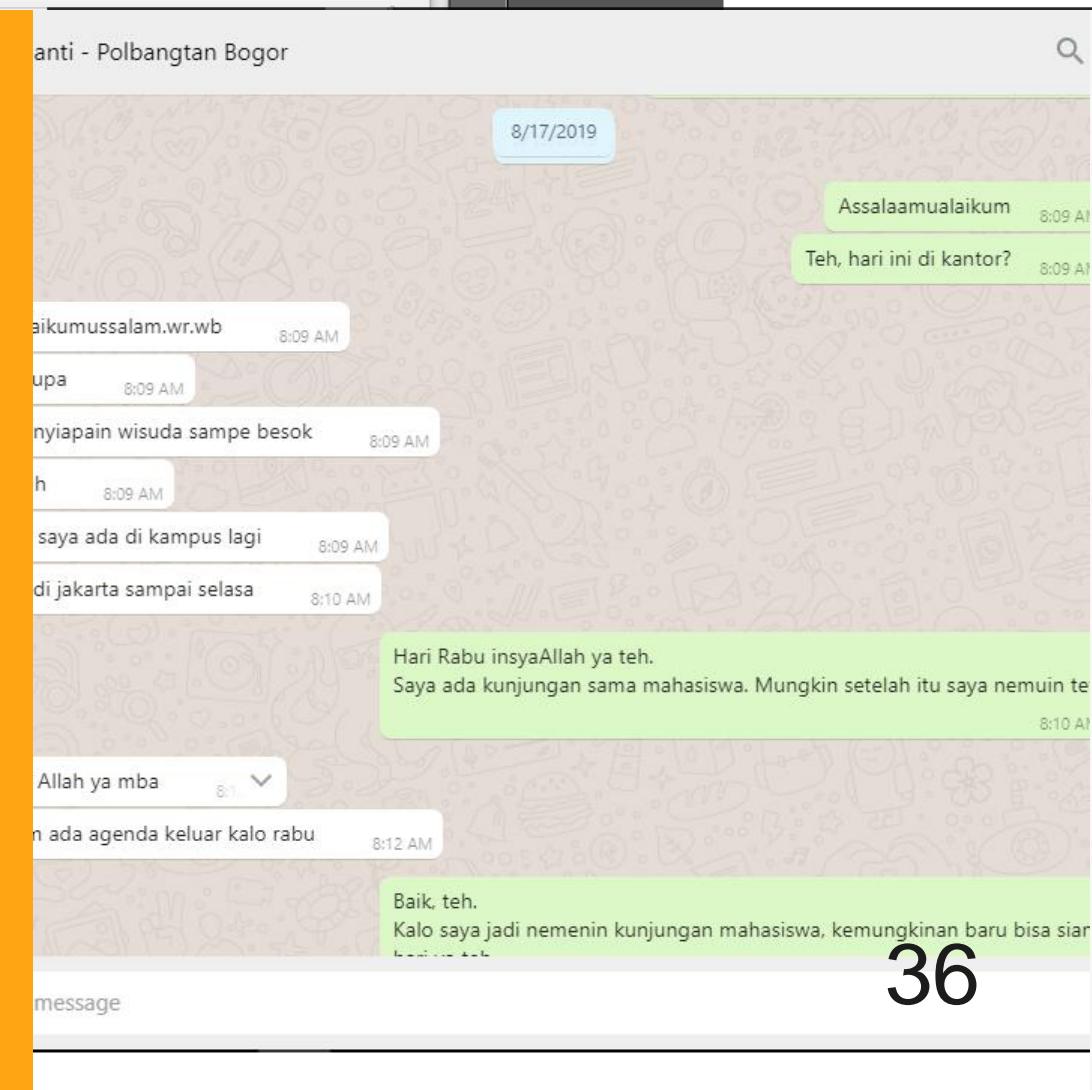 anti - Polbangtan Bogor
8/17/2019
Assalaamualaikum 8:09 AM
Teh, hari ini di kantor? 8:09 AM
aikumussalam.wr.wb 8:09 AM
upa 8:09 AM
nyiapain wisuda sampe besok 8:09 AM
h 8:09 AM
saya ada di kampus lagi 8:09 AM
di jakarta sampai selasa 8:10 AM
Hari Rabu insyaAllah ya teh.
Saya ada kunjungan sama mahasiswa. Mungkin setelah itu saya nemuin te
8:10 AM
Allah ya mba 8:1
ada agenda keluar kalo rabu 8:12 AM
Baik, teh.
Kalo saya jadi nemenin kunjungan mahasiswa, kemungkinan baru bisa sian
36
message